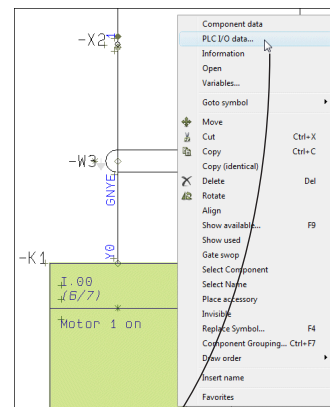 -X2
1
-W3
GNYE
Y0
-K1
I.00
(6/7)
Motor 1 on
Component data
PLC I/O data...
Information
Open
Variables...
Goto symbol
Move
Cut Ctrl+X
Copy Ctrl+C
Copy (identical)
Delete Del
Rotate
Align
Show available... F9
Show used
Gate swop
Select Component
Select Name
Place accessory
Invisible
Replace Symbol... F4
Component Grouping... Ctrl+F7
Draw order
Insert name
Favorites